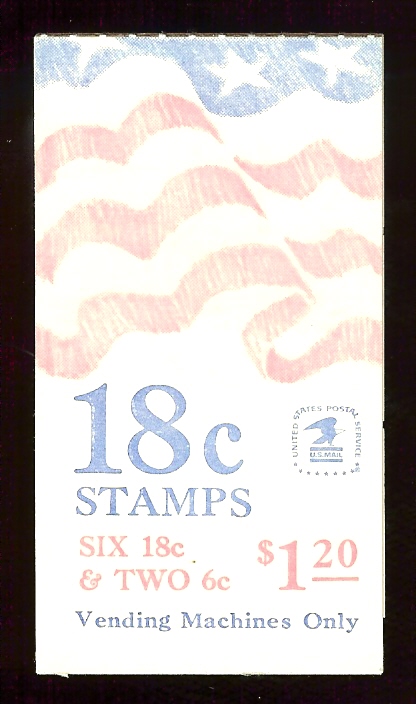 18c
STAMPS
UNITED STATES POSTAL SERVICE
U.S.MAIL
SIX 18c
& TWO 6c
$1 20
Vending Machines Only